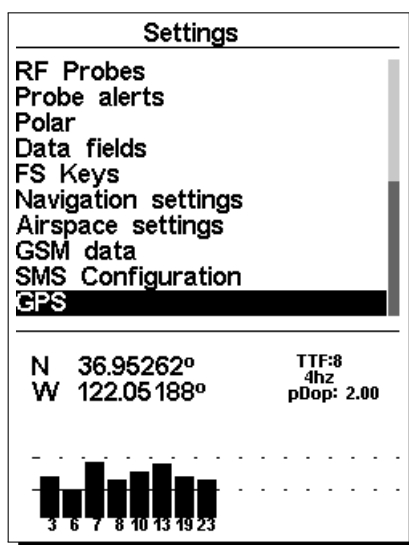 Settings
RF Probes
Probe alerts
Polar
Data fields
FS Keys
Navigation settings
Airspace settings
GSM data
SMS Configuration
GPS
N 36.95262º
W 122.05188º
TTF:8
4hz
pDop: 2.00
3 6 7 8 10 13 19 23